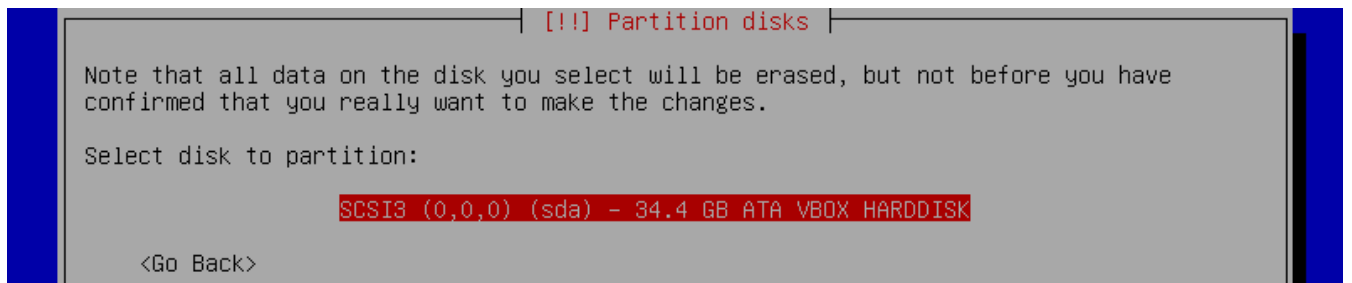 [!!] Partition disks
Note that all data on the disk you select will be erased, but not before you have
confirmed that you really want to make the changes.
Select disk to partition:
SCSI3 (0,0,0) (sda) - 34.4 GB ATA VBOX HARDDISK
<Go Back>